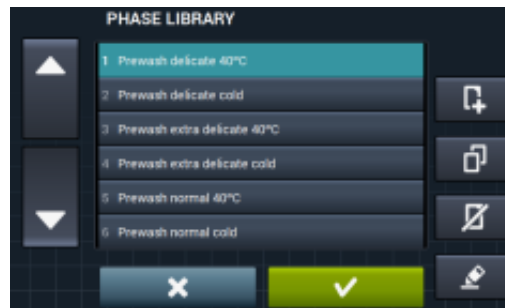 PHASE LIBRARY
1 Prewash delicate 40°C
2 Prewash delicate cold
3 Prewash extra delicate 40°C
4 Prewash extra delicate cold
5 Prewash normal 40°C
6 Prewash normal cold